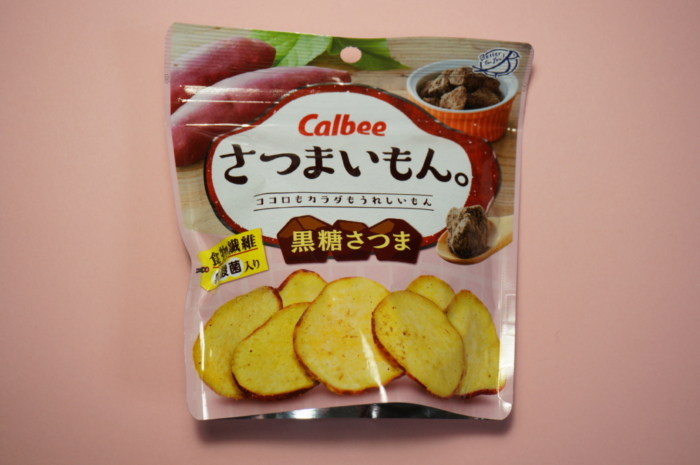 Calbee
さつまいもん。
ココロもカラダもうれしいもん
黒糖さつま
食物繊維
酸菌入り